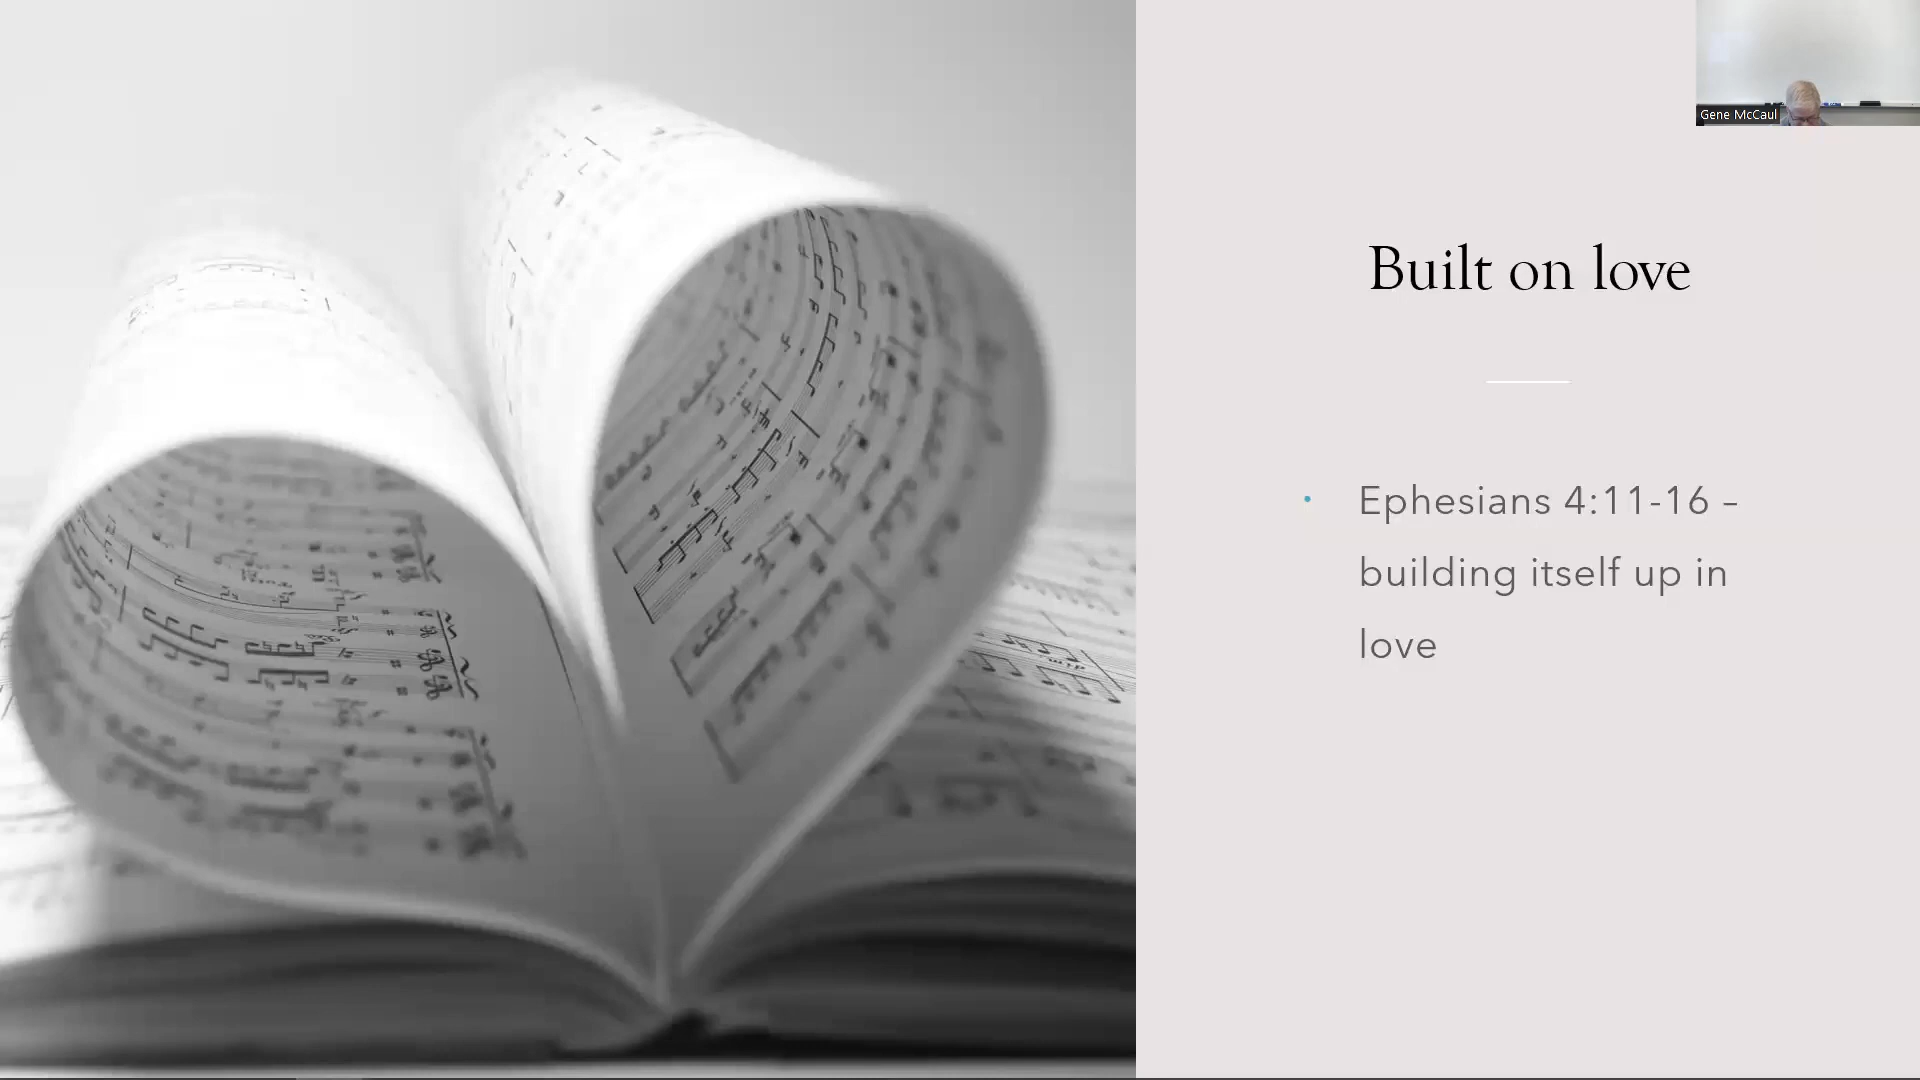 Gene McCaul
Built on love
Ephesians 4:11-16 –
building itself up in
love